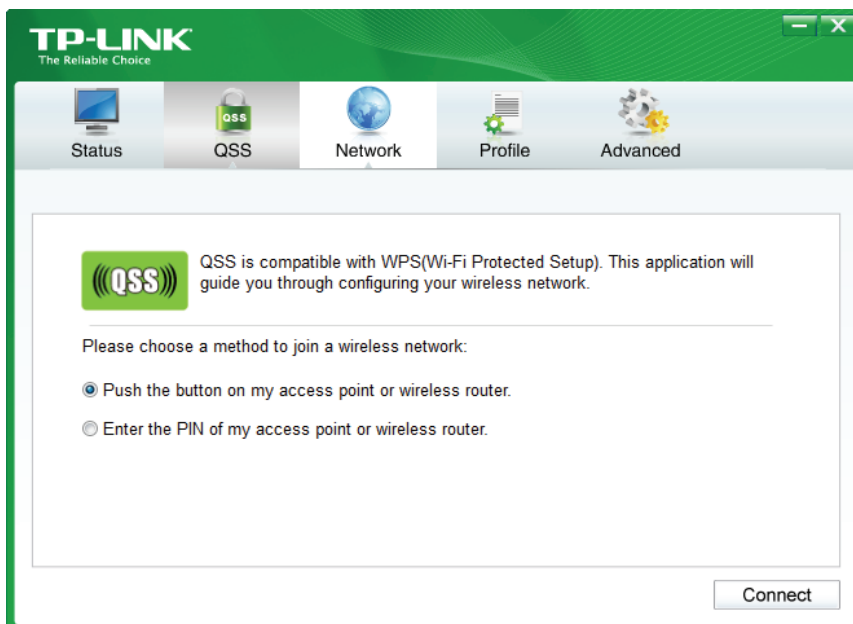 TP-LINK
The Reliable Choice
QSS
Status
QSS
Network
Profile
Advanced
QSS
QSS is compatible with WPS(Wi-Fi Protected Setup). This application will
guide you through configuring your wireless network.
Please choose a method to join a wireless network:
Push the button on my access point or wireless router.
Enter the PIN of my access point or wireless router.
Connect